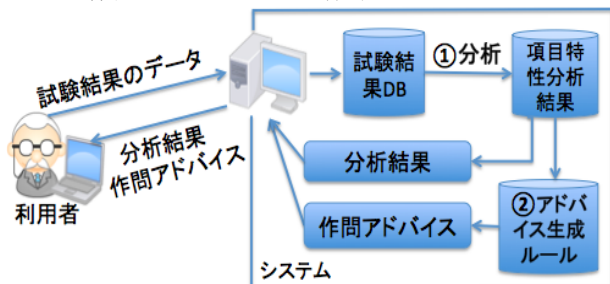 試験結果のデータ
分析結果
作問アドバイス
利用者
試験結
果DB
①分析
項目特
性分析
結果
分析結果
作問アドバイス
②アドバ
イス生成
ルール
システム